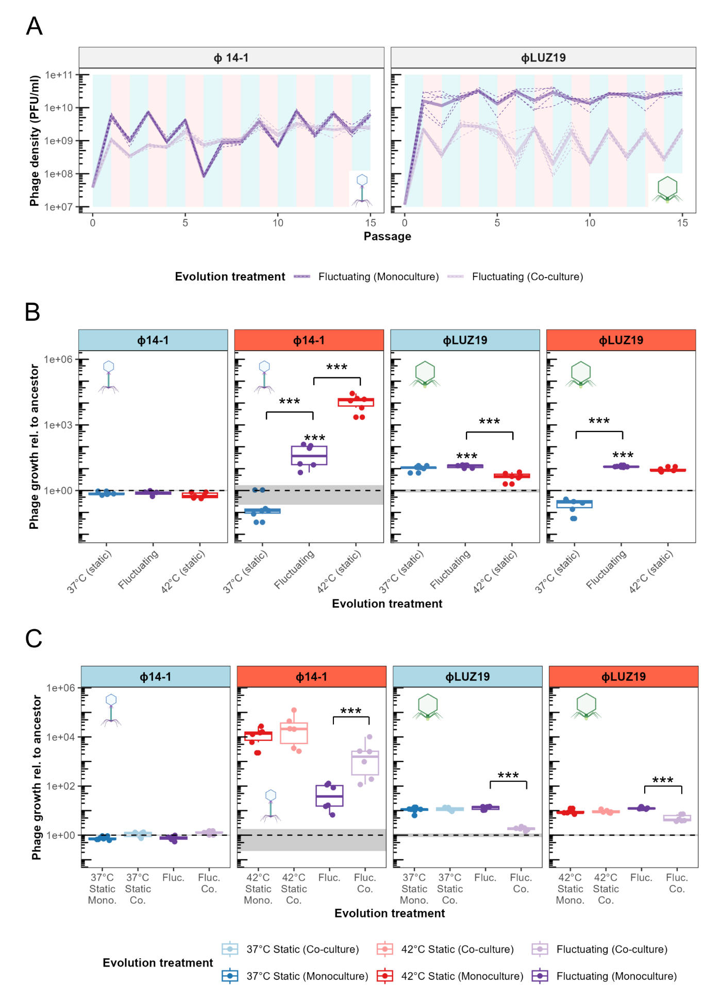 A
ϕ 14-1
ϕLUZ19
Phage density (PFU/ml)
1e+11
1e+10
1e+09
1e+08
1e+07
0 5 10 15
0 5 10 15
Passage
Evolution treatment
Fluctuating (Monoculture)
Fluctuating (Co-culture)
B
ϕ14-1
ϕ14-1
ϕLUZ19
ϕLUZ19
Phage growth rel. to ancestor
1e+06
1e+03
1e+00
***
***
***
***
***
***
***
37°C (static)
Fluctuating
42°C (static)
37°C (static)
Fluctuating
42°C (static)
37°C (static)
Fluctuating
42°C (static)
37°C (static)
Fluctuating
42°C (static)
Evolution treatment
C
ϕ14-1
ϕ14-1
ϕLUZ19
ϕLUZ19
Phage growth rel. to ancestor
1e+06
1e+04
1e+02
1e+00
***
***
***
37°C Static Mono.
37°C Static Co.
Fluc.
Fluc. Co.
42°C Static Mono.
42°C Static Co.
Fluc.
Fluc. Co.
37°C Static Mono.
37°C Static Co.
Fluc.
Fluc. Co.
42°C Static Mono.
42°C Static Co.
Fluc.
Fluc. Co.
Evolution treatment
Evolution treatment
37°C Static (Co-culture)
42°C Static (Co-culture)
Fluctuating (Co-culture)
37°C Static (Monoculture)
42°C Static (Monoculture)
Fluctuating (Monoculture)